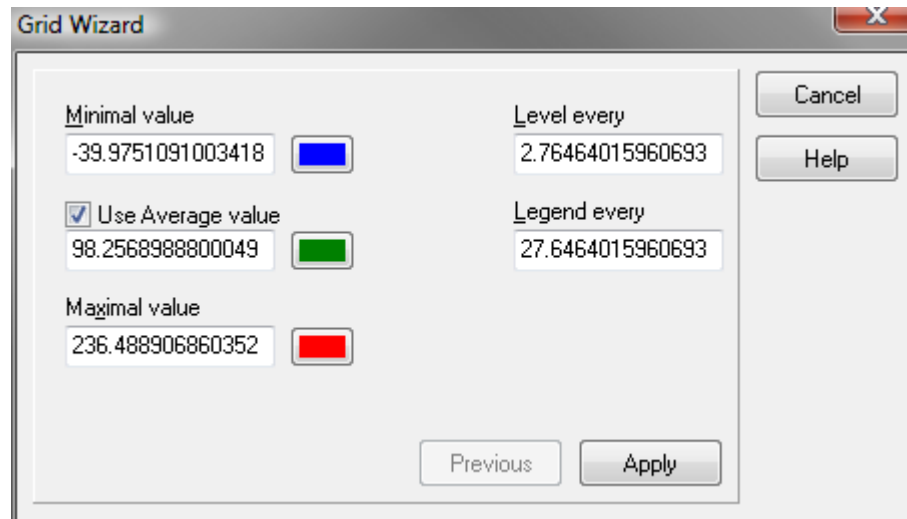 Grid Wizard
Minimal value
-39.9751091003418
Use Average value
98.2568988800049
Maximal value
236.488906860352
Level every
2.76464015960693
Legend every
27.6464015960693
Cancel
Help
Previous
Apply